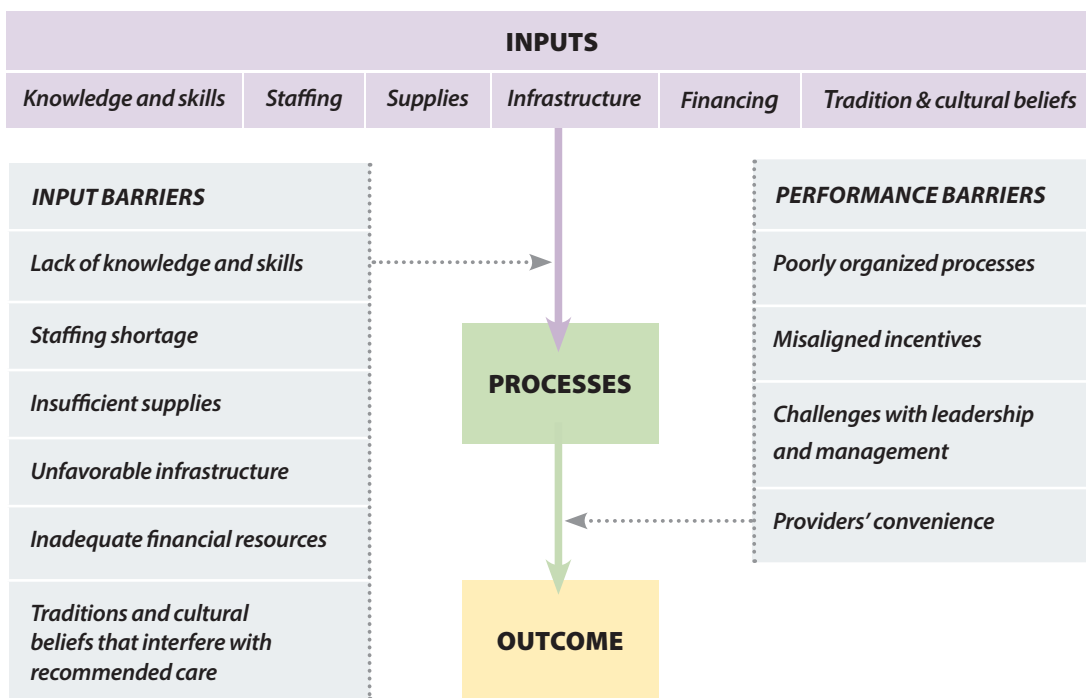 INPUTS
Knowledge and skills
Staffing
Supplies
Infrastructure
Financing
Tradition & cultural beliefs
INPUT BARRIERS
Lack of knowledge and skills
Staffing shortage
Insufficient supplies
Unfavorable infrastructure
Inadequate financial resources
Traditions and cultural
beliefs that interfere with
recommended care
PROCESSES
OUTCOME
PERFORMANCE BARRIERS
Poorly organized processes
Misaligned incentives
Challenges with leadership
and management
Providers’ convenience